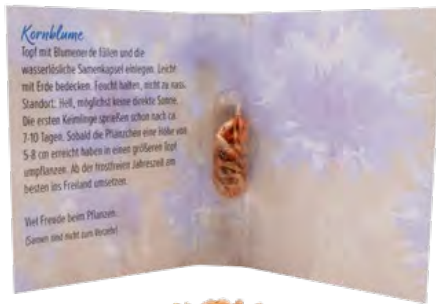 Kornblume
Topf mit Blumenerde füllen und die
wasserlösliche Samenkapsel einlegen. Leicht
mit Erde bedecken. Feucht halten, nicht zu nass.
Standort: Hell, möglichst keine direkte Sonne.
Die ersten Keimlinge sprießen schon nach ca.
7-10 Tagen. Sobald die Pflänzchen eine Höhe von
5-8 cm erreicht haben in einen größeren Topf
umpflanzen. Ab der frostfreien Jahreszeit am
besten ins Freiland umsetzen.
Viel Freude beim Pflanzen.
(Samen sind nicht zum Verzehr)